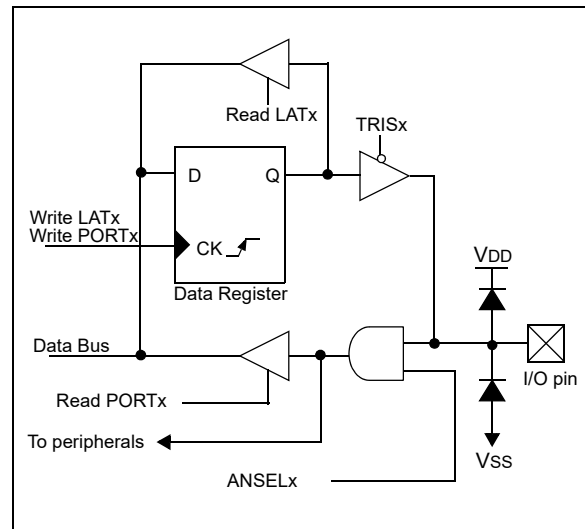 Read LATx
TRISx
D
Q
Write LATx
Write PORTx
CK
Data Register
VDD
Data Bus
I/O pin
Read PORTx
To peripherals
VSS
ANSELx